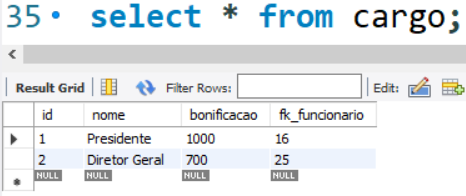 35 select * from cargo;
Result Grid Filter Rows: Edit:
id nome bonificacao fk_funcionario
1 Presidente 1000 16
2 Diretor Geral 700 25
NULL NULL NULL NULL